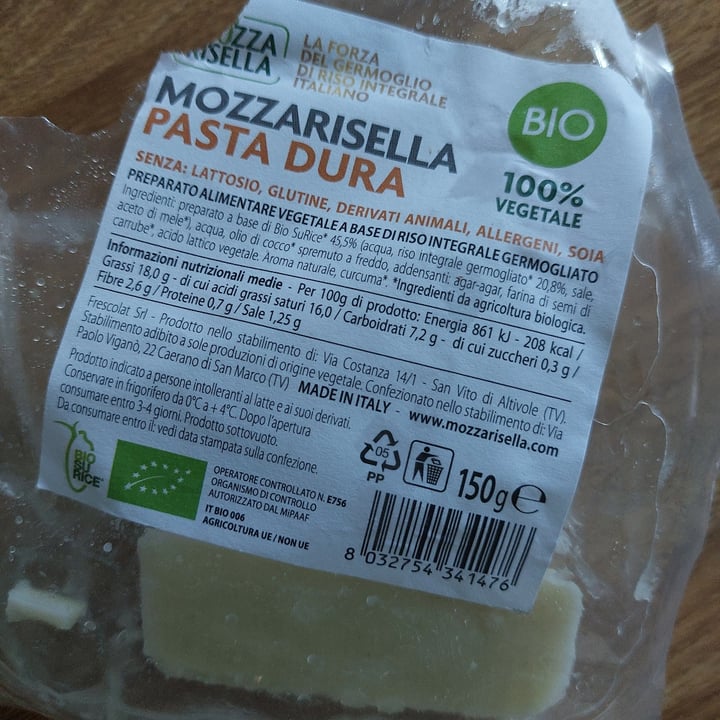 MOZZA
RISELLA
LA FORZA
DEL GERMOGLIO
DI RISO INTEGRALE
ITALIANO
BIO
100%
VEGETALE
MOZZARISELLA
PASTA DURA
SENZA: LATTOSIO, GLUTINE, DERIVATI ANIMALI, ALLERGENI, SOIA
PREPARATO ALIMENTARE VEGETALE A BASE DI RISO INTEGRALE GERMOGLIATO
Ingredienti: preparato a base di Bio SuRice* 45,5% (acqua, riso integrale germogliato* 20,8%, sale,
aceto di mele*), acqua, olio di cocco* spremuto a freddo, addensanti: agar-agar, farina di semi di
carrube*, acido lattico vegetale. Aroma naturale, curcuma*. *Ingredienti da agricoltura biologica.
Informazioni nutrizionali medie - Per 100g di prodotto: Energia 861 kJ - 208 kcal /
Grassi 18,0 g - di cui acidi grassi saturi 16,0 / Carboidrati 7,2 g - di cui zuccheri 0,3 g /
Fibre 2,6 g / Proteine 0,7 g / Sale 1,25 g
Frescolat Srl - Prodotto nello stabilimento di: Via Costanza 14/1 - San Vito di Altivole (TV).
Stabilimento adibito a sole produzioni di origine vegetale. Confezionato nello stabilimento di: Via
Paolo Viganò, 22 Caerano di San Marco (TV) MADE IN ITALY - www.mozzarisella.com
Prodotto indicato a persone intolleranti al latte e ai suoi derivati.
Conservare in frigorifero da 0°C a + 4°C. Dopo l'apertura
consumare entro 3-4 giorni. Prodotto sottovuoto.
Da consumare entro il: vedi data stampata sulla confezione.
BIO
SU
RICE
OPERATORE CONTROLLATO N. E756
ORGANISMO DI CONTROLLO
AUTORIZZATO DAL MiPAAF
IT BIO 006
AGRICOLTURA UE / NON UE
05
PP
150g e
8 032754 341476